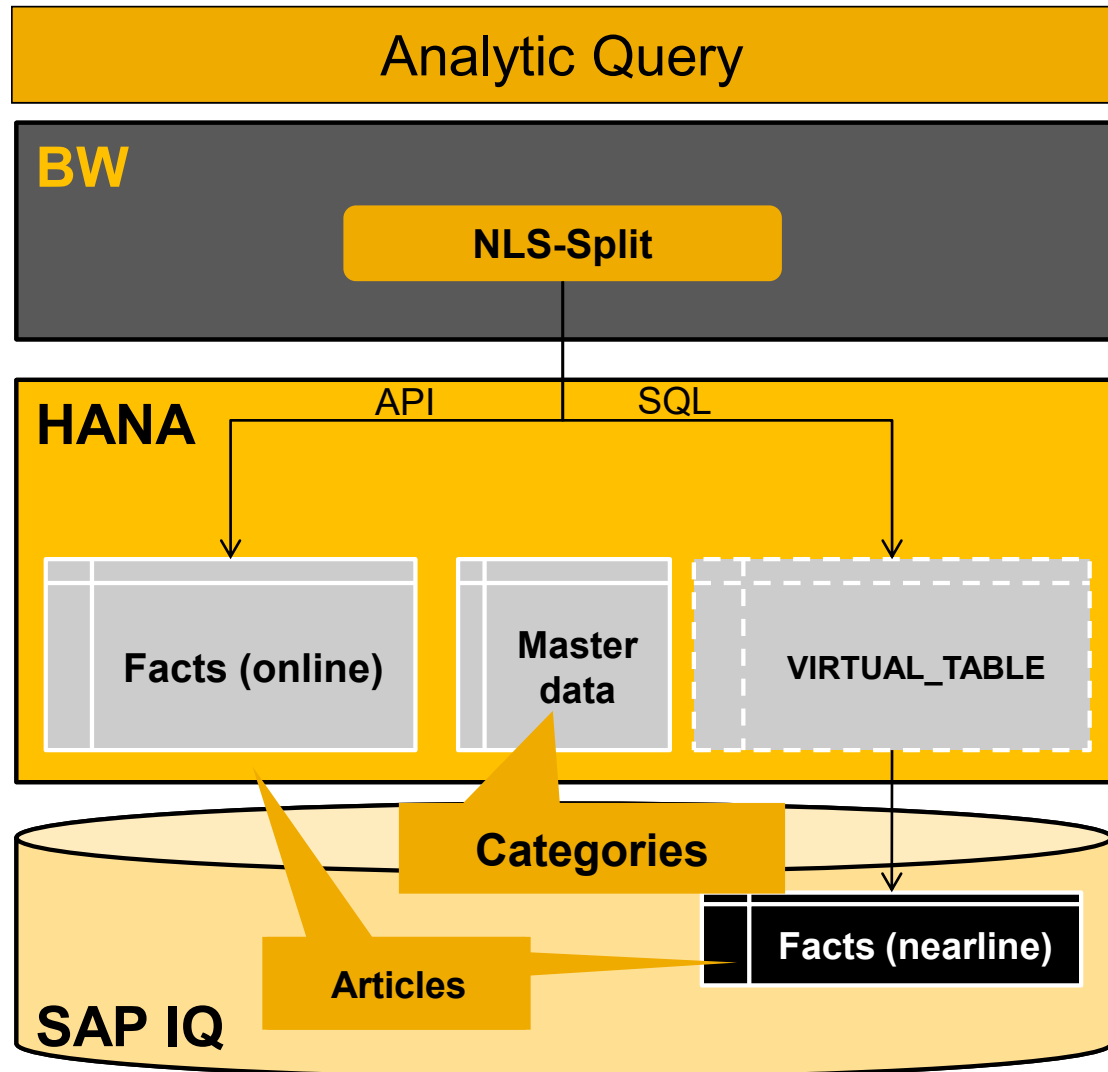 Analytic Query
BW
NLS-Split
HANA
API
SQL
Facts (online)
Master
data
VIRTUAL_TABLE
Categories
Facts (nearline)
Articles
SAP IQ